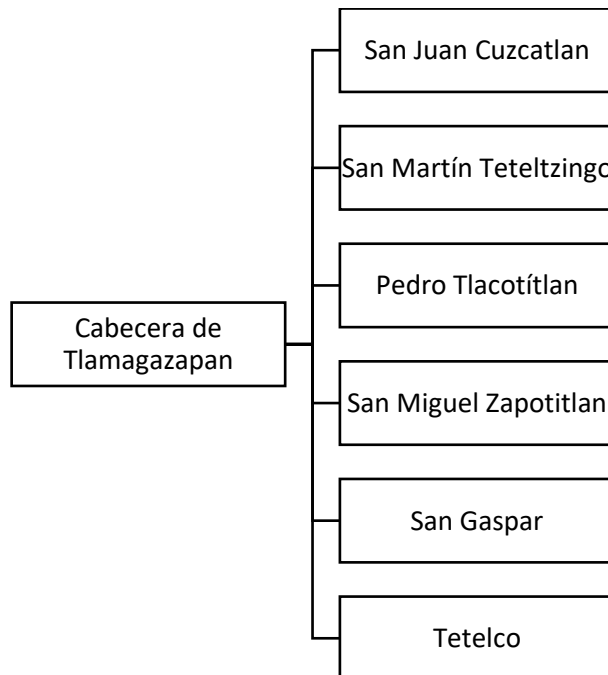 San Juan Cuzcatlan
San Martín Teteltzingo
Pedro Tlacotítlan
Cabecera de
Tlamagazapan
San Miguel Zapotitlan
San Gaspar
Tetelco